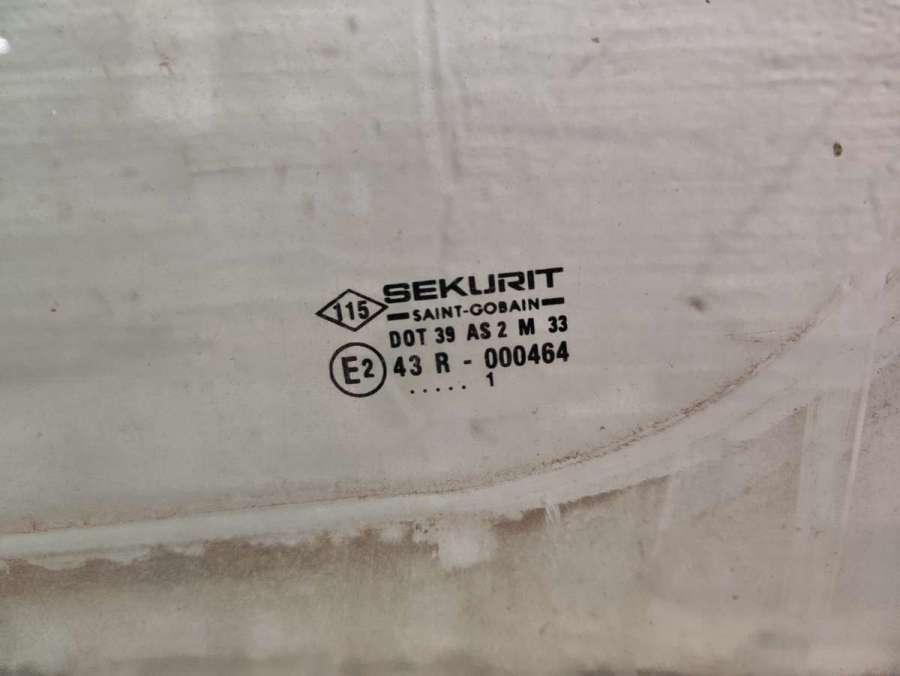 SEKURIT
115
SAINT-GOBAIN
DOT 39 AS 2 M 33
E2 43 R - 000464
..... 1